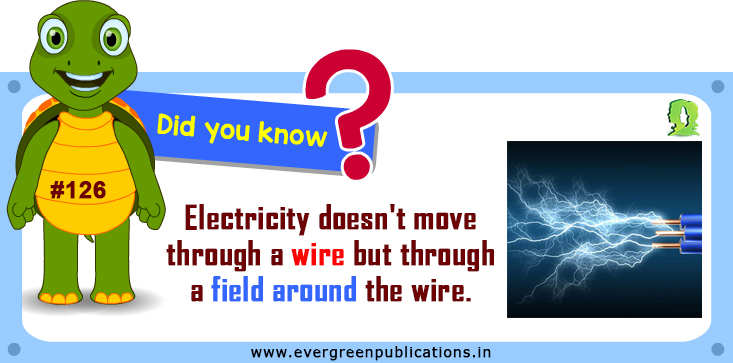 Did you know ?
#126
Electricity doesn't move
through a wire but through
a field around the wire.
www.evergreenpublications.in